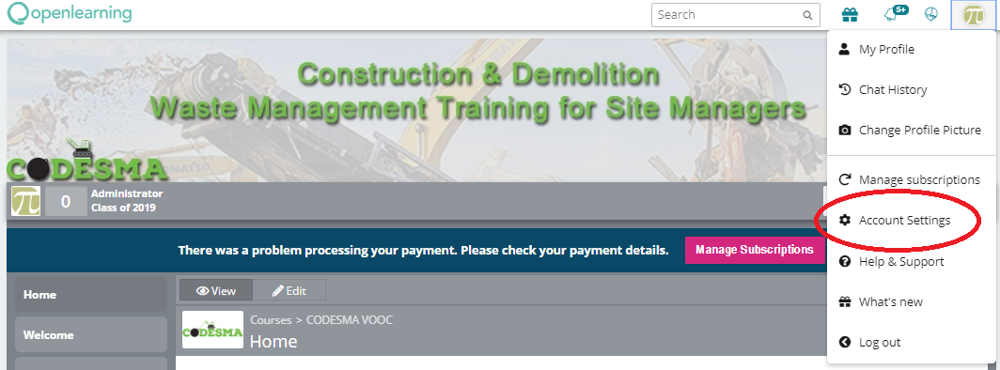 openlearning
Search
5+
My Profile
Chat History
Change Profile Picture
Manage subscriptions
Account Settings
Help & Support
What's new
Log out
Construction & Demolition
Waste Management Training for Site Managers
CODESMA
0
Administrator
Class of 2019
There was a problem processing your payment. Please check your payment details.
Manage Subscriptions
Home
Welcome
View
Edit
CODESMA
Courses > CODESMA VOOC
Home